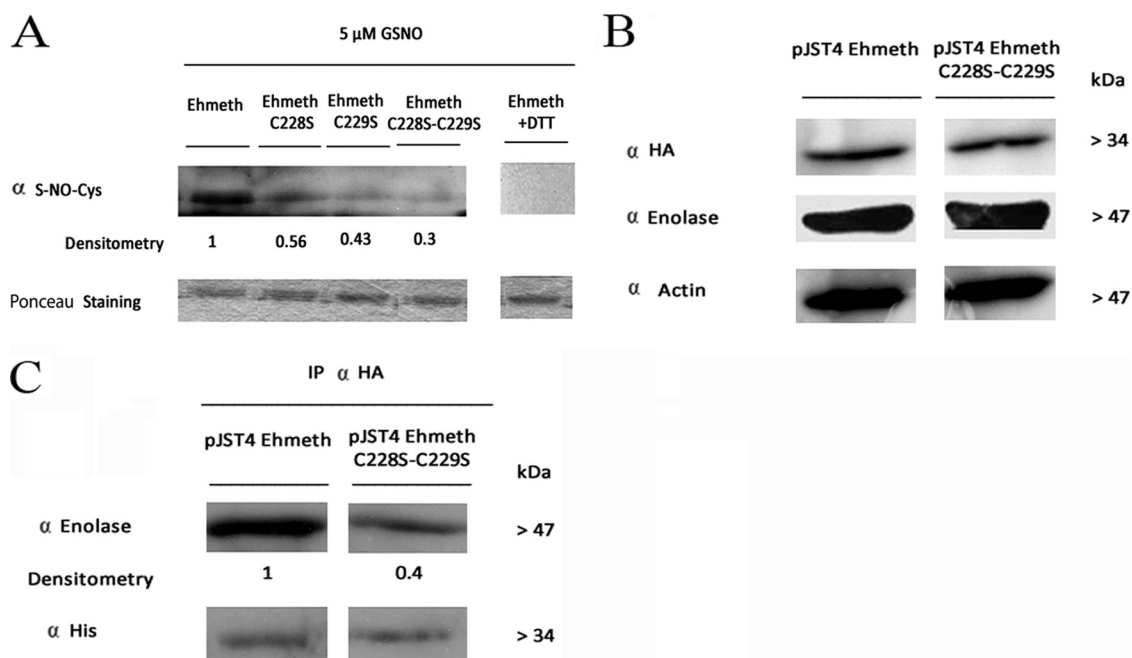 A
5 µM GSNO
Ehmeth Ehmeth C228S Ehmeth C229S Ehmeth C228S-C229S Ehmeth +DTT
α S-NO-Cys
Densitometry 1 0.56 0.43 0.3
Ponceau Staining
B
pJST4 Ehmeth pJST4 Ehmeth C228S-C229S kDa
α HA > 34
α Enolase > 47
α Actin > 47
C
IP α HA
pJST4 Ehmeth pJST4 Ehmeth C228S-C229S kDa
α Enolase > 47
Densitometry 1 0.4
α His > 34